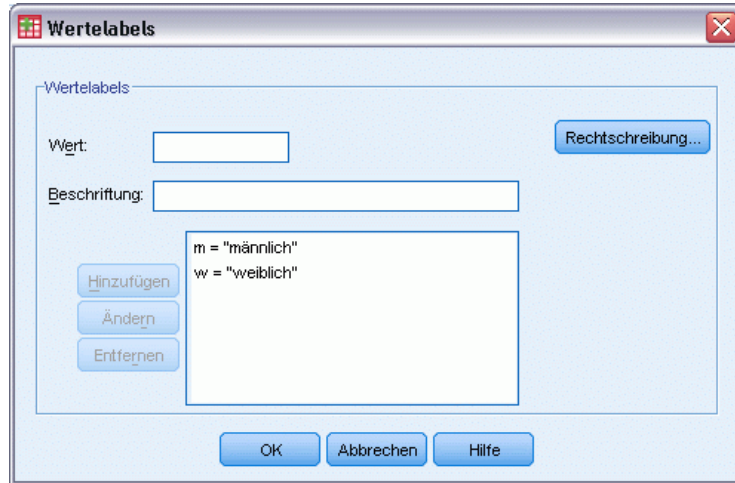 Wertelabels
Wertelabels
Wert:
Rechtschreibung...
Beschriftung:
m = "männlich"
w = "weiblich"
Hinzufügen
Ändern
Entfernen
OK
Abbrechen
Hilfe